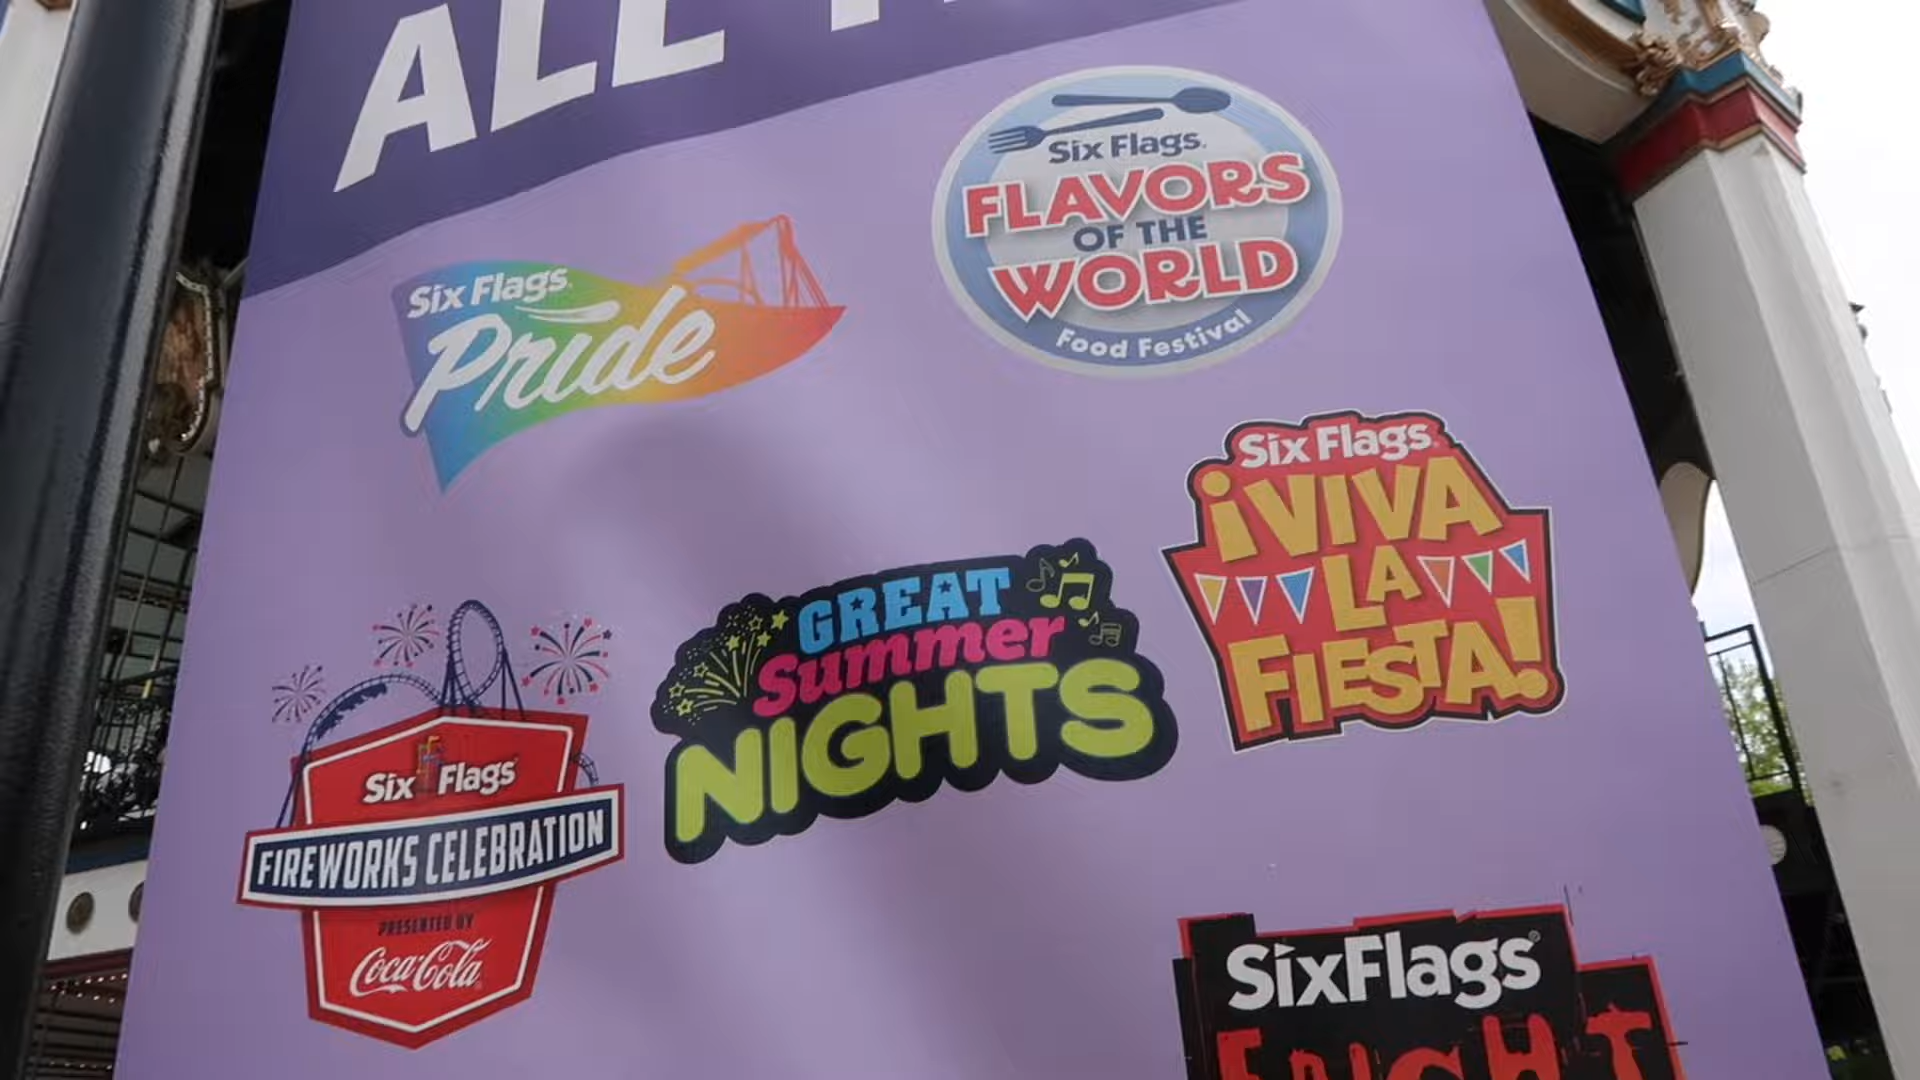 ALL
Six Flags
Pride
Six Flags
FLAVORS
OF THE
WORLD
Food Festival
Six Flags
¡VIVA
LA
FIESTA!
GREAT
Summer
NIGHTS
Six Flags
FIREWORKS CELEBRATION
PRESENTED BY
Coca-Cola
SixFlags
FRIGHT